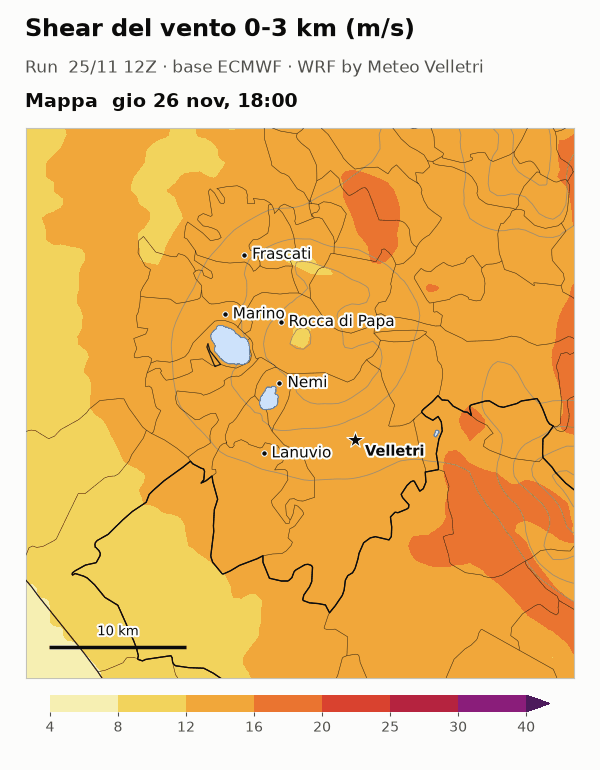 Shear del vento 0-3 km (m/s)
Run  25/11 12Z · base ECMWF · WRF by Meteo Velletri
Mappa  gio 26 nov, 18:00
Frascati
Marino
Rocca di Papa
Nemi
Velletri
Lanuvio
10 km
4 8 12 16 20 25 30 40